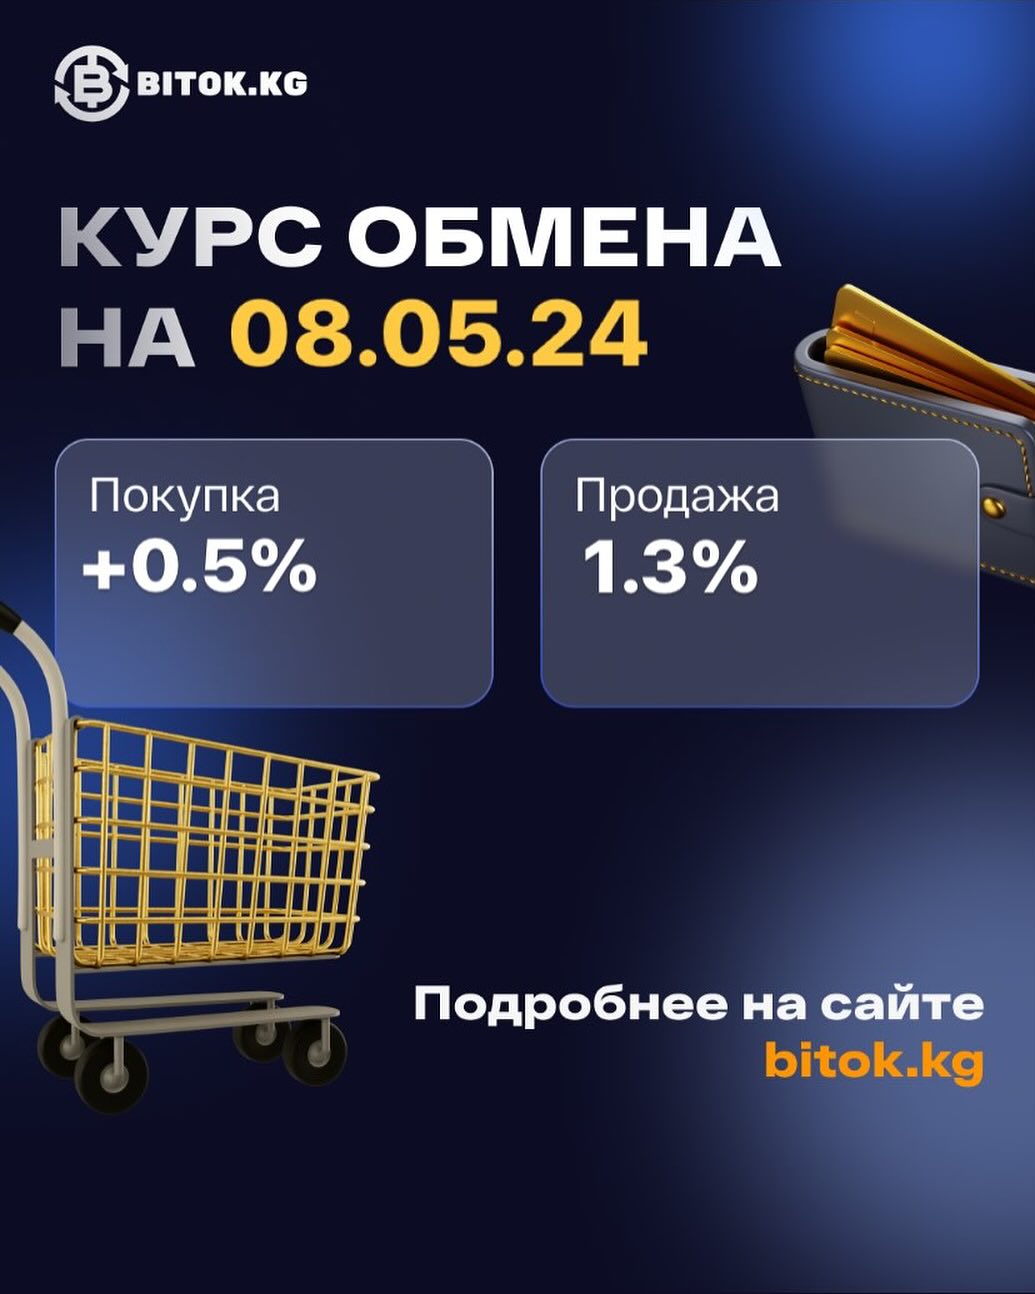 BITOK.KG
КУРС ОБМЕНА
НА 08.05.24
Покупка
+0.5%
Продажа
1.3%
Подробнее на сайте
bitok.kg